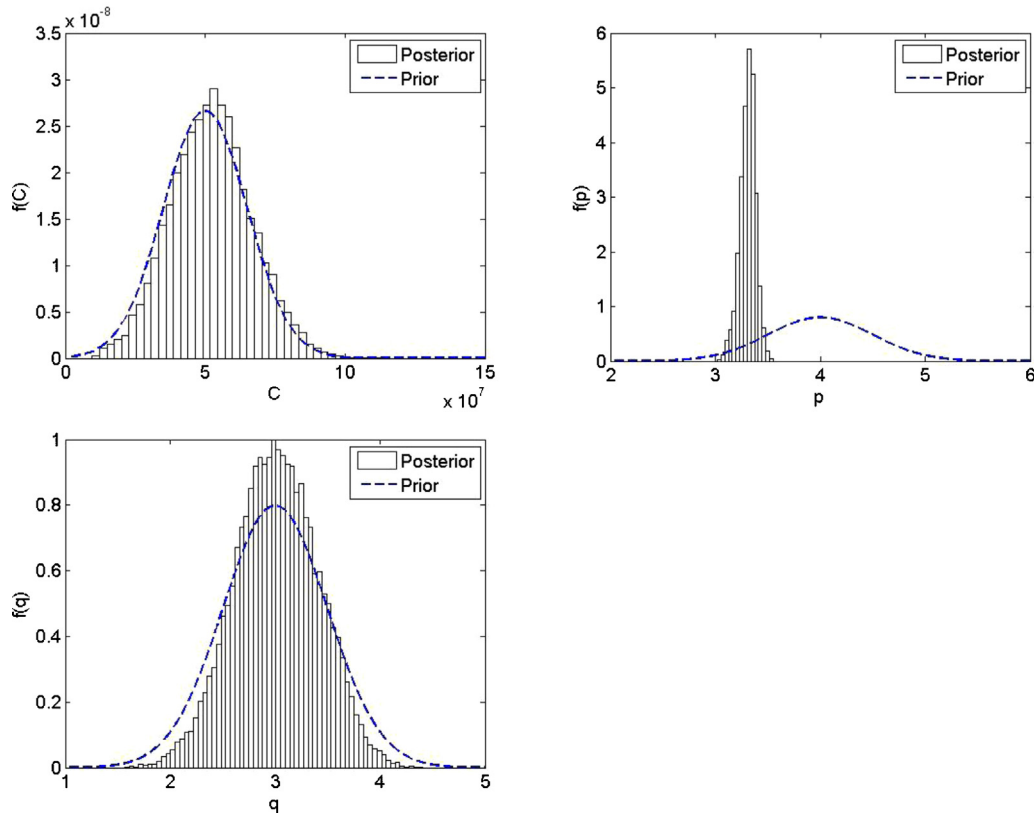 x 10^-8
3.5
3
2.5
2
1.5
1
0.5
0
f(C)
Posterior
Prior
0 5 10 15
C
x 10^7
6
5
4
3
2
1
0
f(p)
Posterior
Prior
2 3 4 5 6
p
1
0.8
0.6
0.4
0.2
0
f(q)
Posterior
Prior
1 2 3 4 5
q